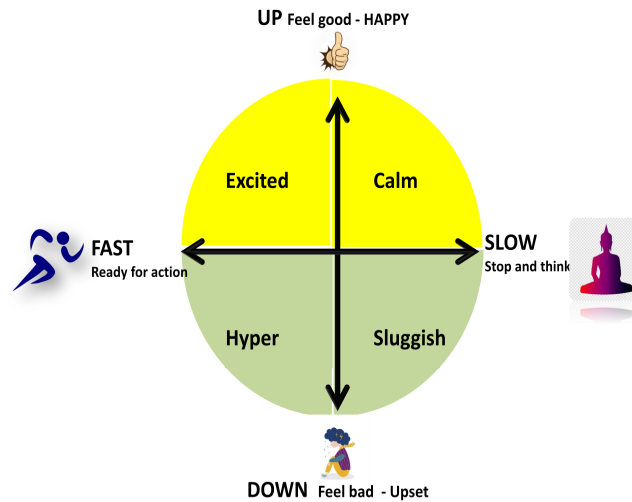 UP Feel good - HAPPY
Excited
Calm
FAST
Ready for action
SLOW
Stop and think
Hyper
Sluggish
DOWN Feel bad - Upset